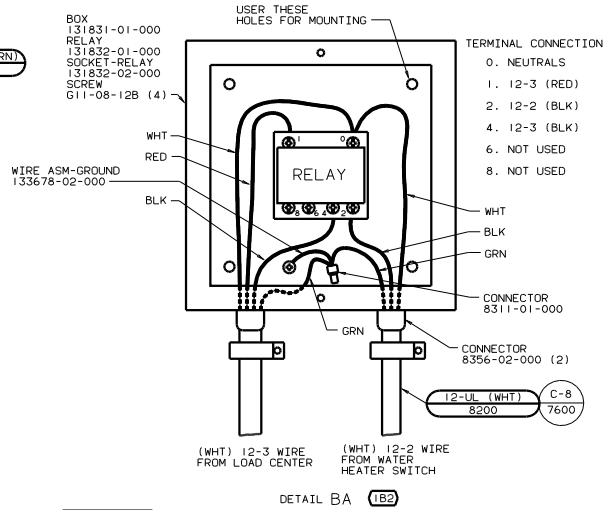 RN)
BOX
131831-01-000
RELAY
131832-01-000
SOCKET-RELAY
131832-02-000
SCREW
G11-08-12B (4)
USER THESE
HOLES FOR MOUNTING
TERMINAL CONNECTION
0. NEUTRALS
1. 12-3 (RED)
2. 12-2 (BLK)
4. 12-3 (BLK)
6. NOT USED
8. NOT USED
WHT
RED
WIRE ASM-GROUND
133678-02-000
BLK
1
0
RELAY
8
6
4
2
WHT
BLK
GRN
CONNECTOR
8311-01-000
GRN
CONNECTOR
8356-02-000 (2)
12-UL (WHT)
8200
C-8
7600
(WHT) 12-3 WIRE
FROM LOAD CENTER
(WHT) 12-2 WIRE
FROM WATER
HEATER SWITCH
DETAIL BA
1B2